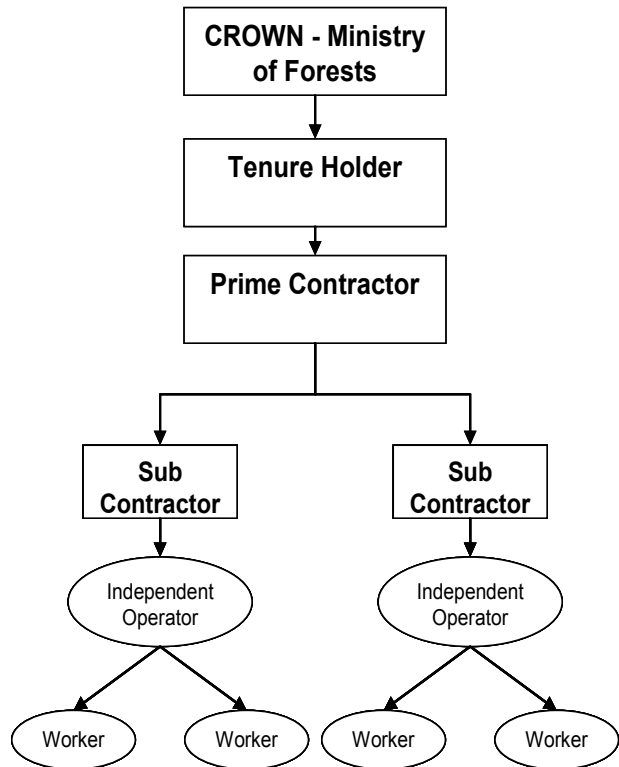 CROWN - Ministry
of Forests
Tenure Holder
Prime Contractor
Sub
Contractor
Sub
Contractor
Independent
Operator
Independent
Operator
Worker
Worker
Worker
Worker